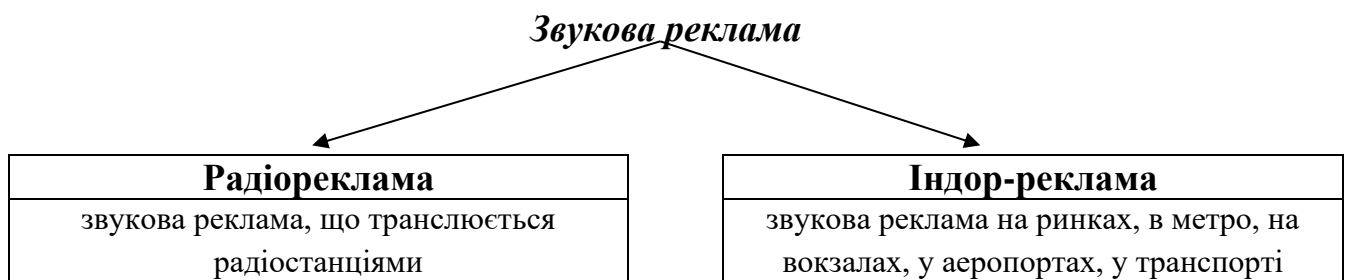 Звукова реклама
Радіореклама
звукова реклама, що транслюється
радіостанціями
Індор-реклама
звукова реклама на ринках, в метро, на
вокзалах, у аеропортах, у транспорті